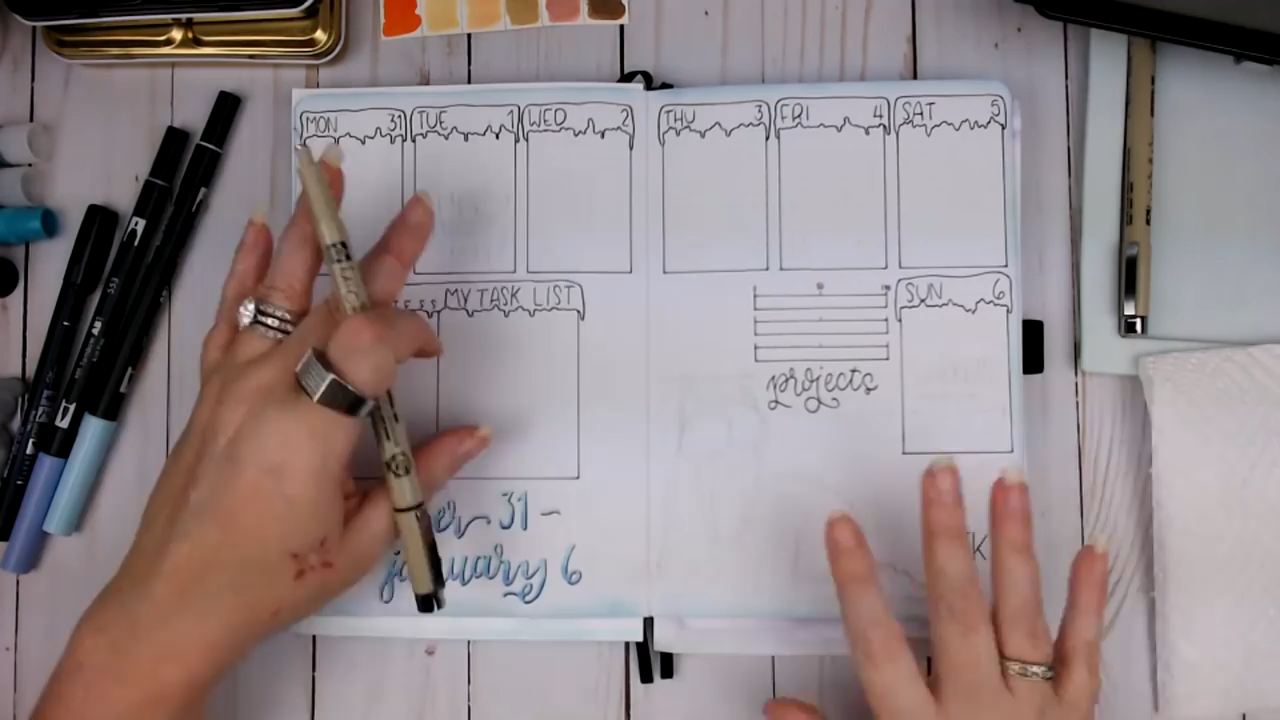 MON 31
TUE 1
WED 2
THU 3
FRI 4
SAT 5
MY TASK LIST
SUN 6
projects
31 ~
january 6